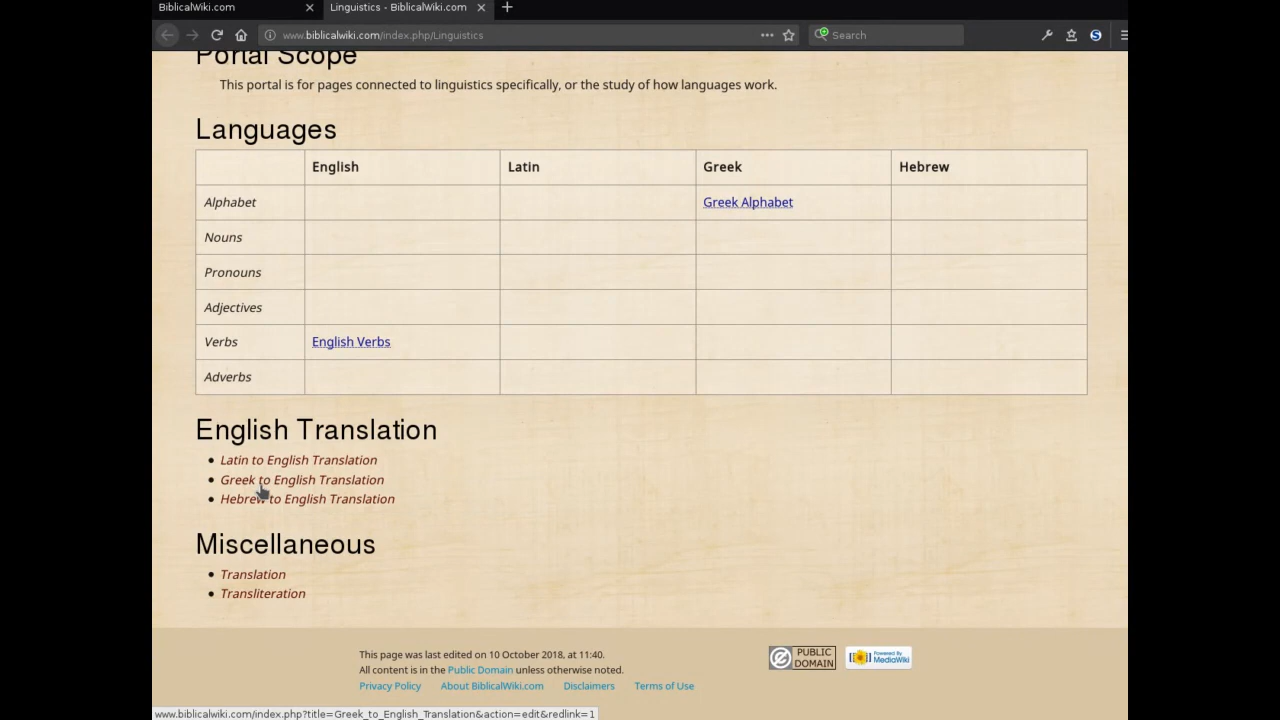 BiblicalWiki.com
Linguistics - BiblicalWiki.com
www.biblicalwiki.com/index.php/Linguistics
Search
Portal Scope
This portal is for pages connected to linguistics specifically, or the study of how languages work.
Languages
English Latin Greek Hebrew
Alphabet Greek Alphabet
Nouns
Pronouns
Adjectives
Verbs English Verbs
Adverbs
English Translation
Latin to English Translation
Greek to English Translation
Hebrew to English Translation
Miscellaneous
Translation
Transliteration
This page was last edited on 10 October 2018, at 11:40.
All content is in the Public Domain unless otherwise noted.
Privacy Policy About BiblicalWiki.com Disclaimers Terms of Use
PUBLIC
DOMAIN
Powered By
MediaWiki
www.biblicalwiki.com/index.php?title=Greek_to_English_Translation&action=edit&redlink=1